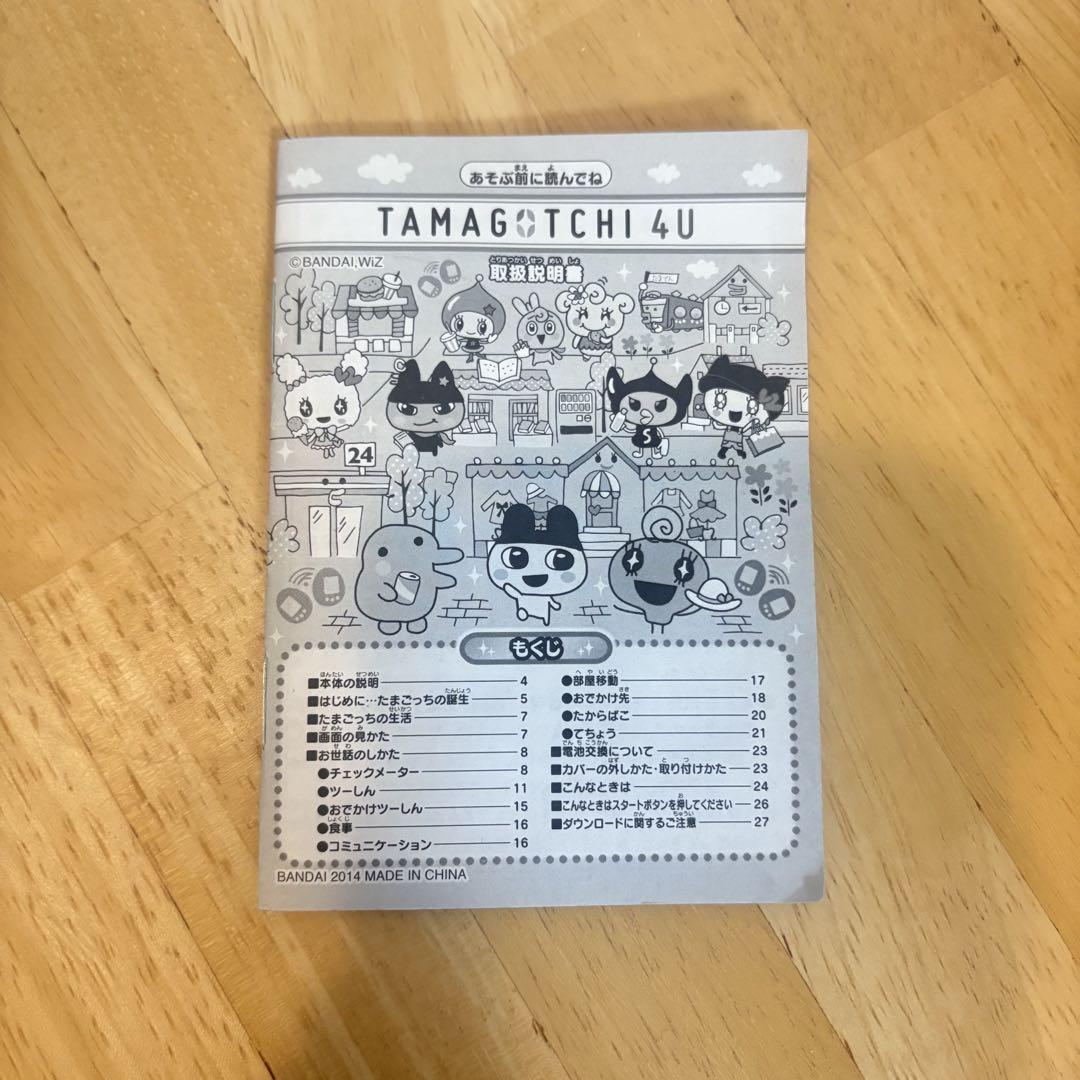 あそぶ前に読んでね
TAMAGOTCHI 4U
©BANDAI,WiZ
取扱説明書
24
S
もくじ
■本体の説明 4
■はじめに…たまごっちの誕生 5
■たまごっちの生活 7
■画面の見かた 7
■お世話のしかた 8
●チェックメーター 8
●ツーしん 11
●おでかけツーしん 15
●食事 16
●コミュニケーション 16
●部屋移動 17
●おでかけ先 18
●たからばこ 20
●てちょう 21
■電池交換について 23
■カバーの外しかた・取り付けかた 23
■こんなときは 24
■こんなときはスタートボタンを押してください 26
■ダウンロードに関するご注意 27
BANDAI 2014 MADE IN CHINA